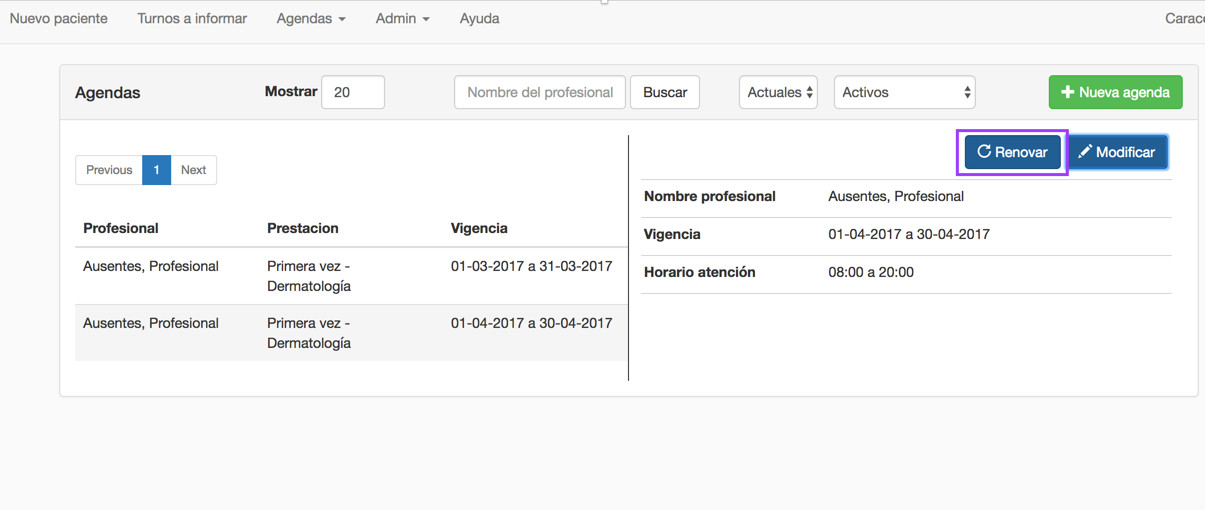 Nuevo paciente Turnos a informar Agendas Admin Ayuda
Agendas Mostrar 20 Nombre del profesional Buscar Actuales Activos Nueva agenda
Renovar Modificar
Previous 1 Next
Profesional Prestacion Vigencia
Ausentes, Profesional Primera vez - 01-03-2017 a 31-03-2017
Dermatología
Ausentes, Profesional Primera vez - 01-04-2017 a 30-04-2017
Dermatología
Nombre profesional Ausentes, Profesional
Vigencia 01-04-2017 a 30-04-2017
Horario atención 08:00 a 20:00